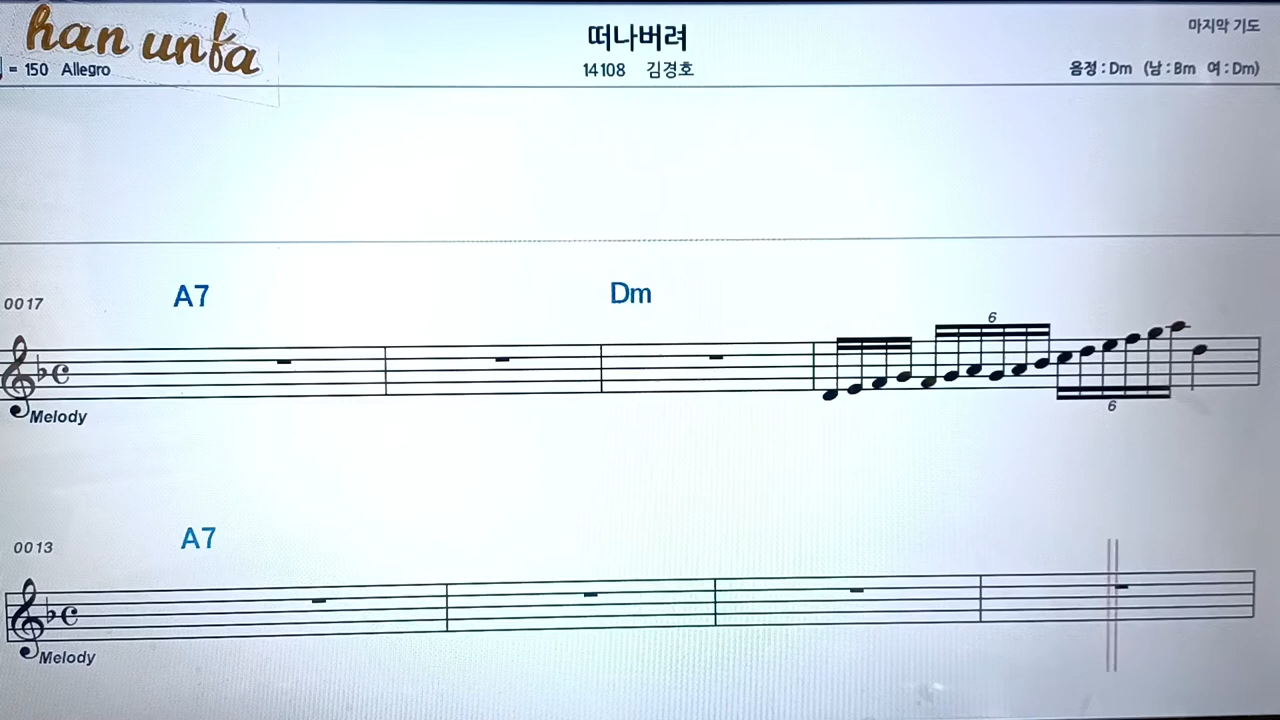 han unfa
떠나버려
마지막 기도
= 150 Allegro
14108 김경호
음정 : Dm (남 : Bm 여 : Dm)
0017
A7
Dm
6
6
Melody
0013
A7
Melody